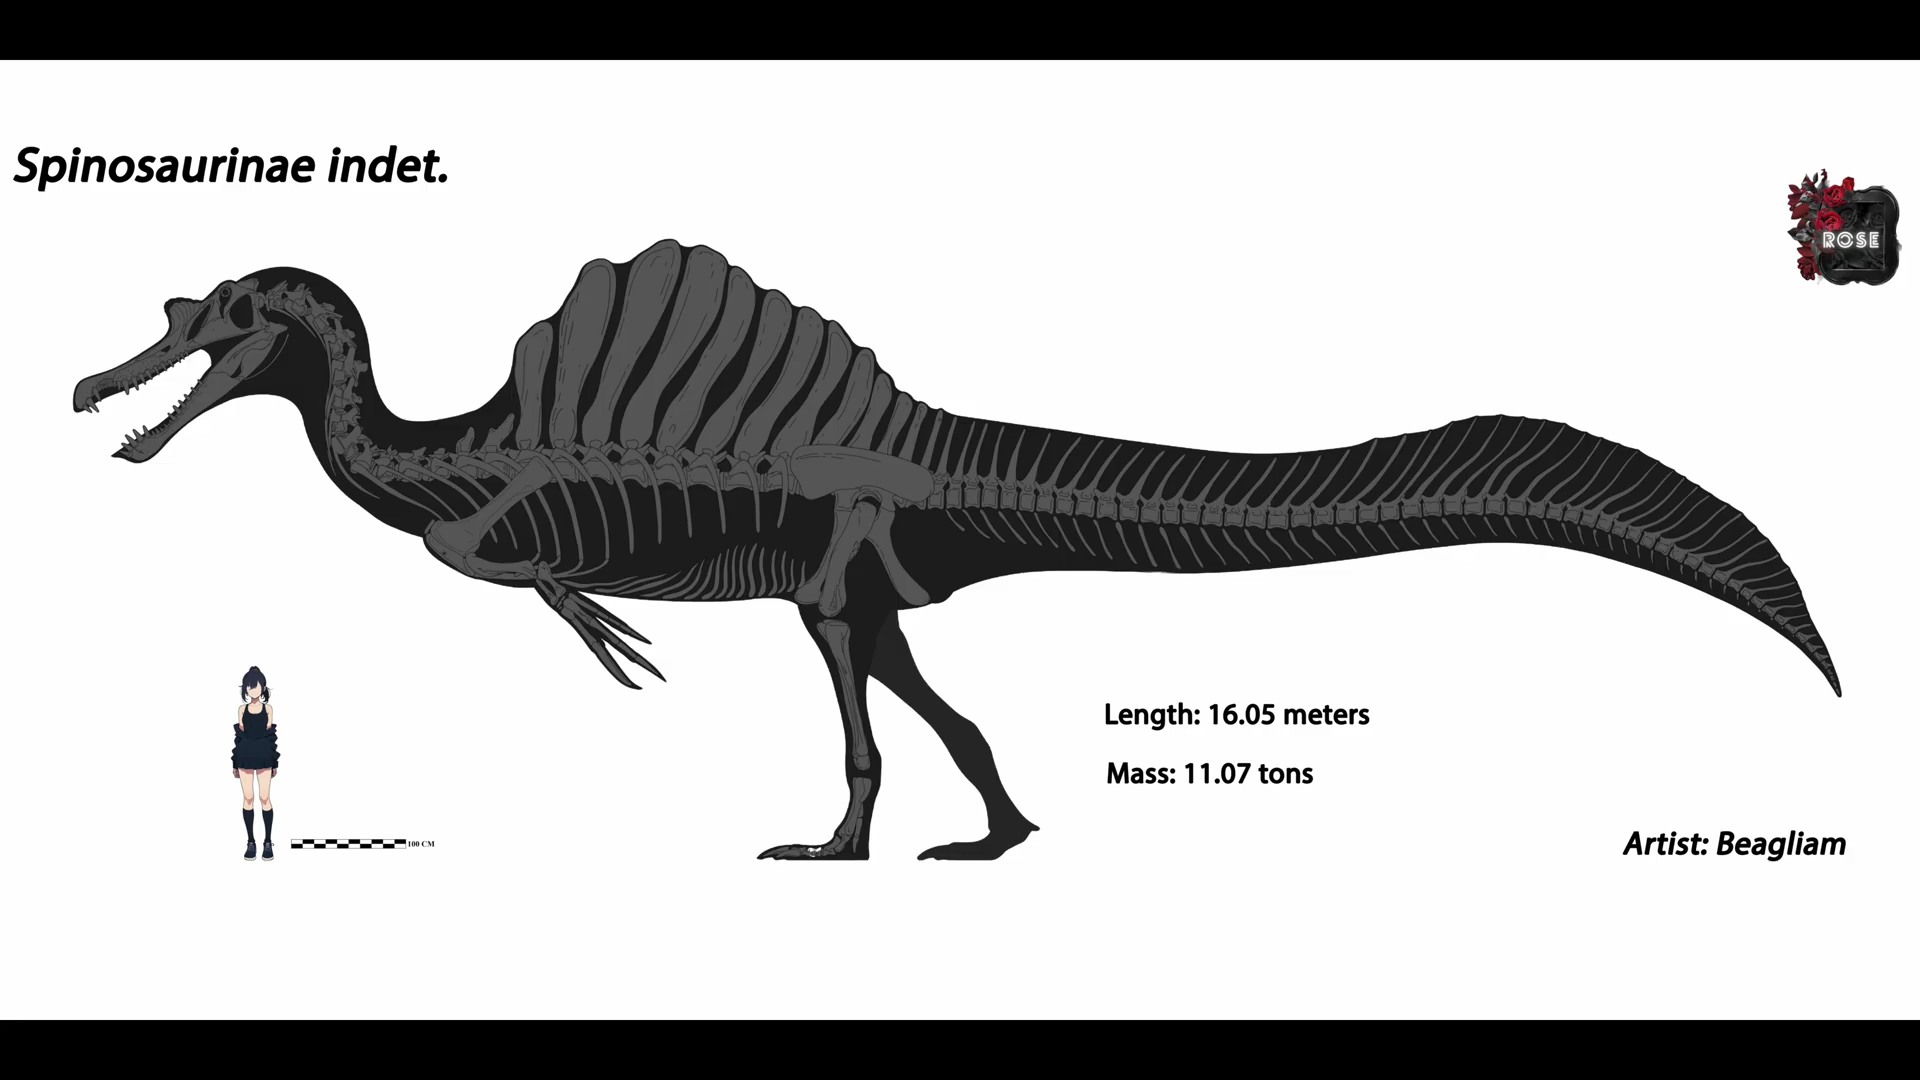 Spinosaurinae indet.
ROSE
Length: 16.05 meters
Mass: 11.07 tons
100 CM
Artist: Beagliam